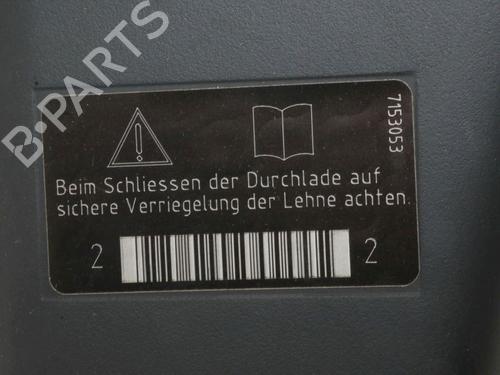 B-PARTS
7153053
Beim Schliessen der Durchlade auf
sichere Verriegelung der Lehne achten.
2 2